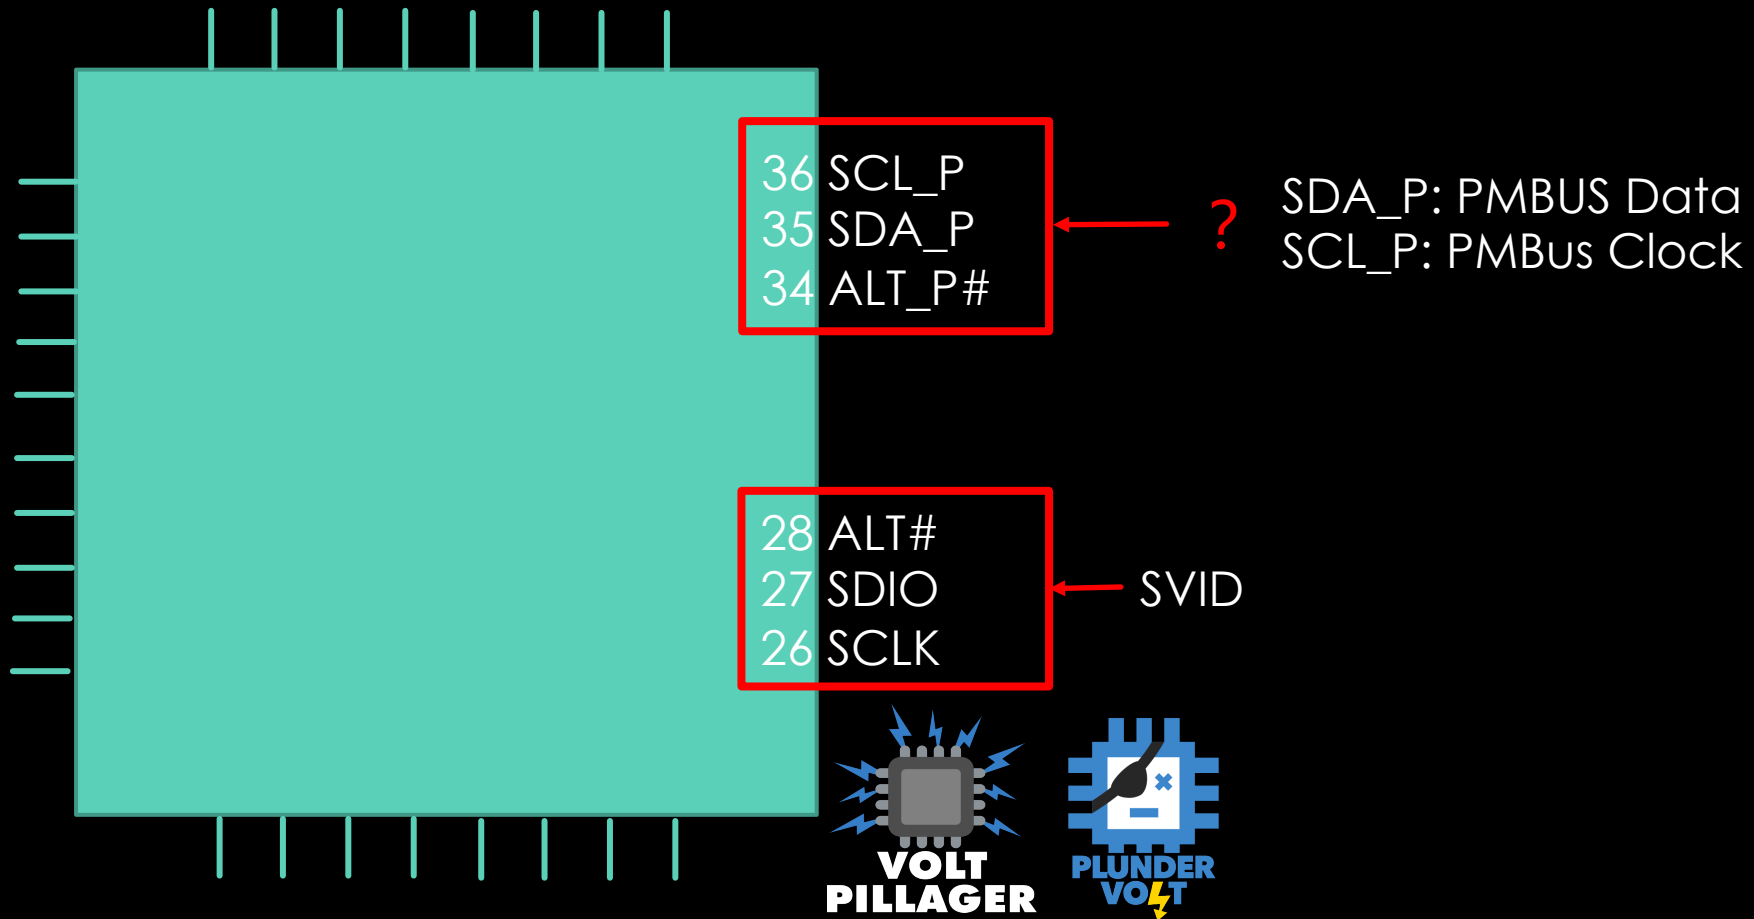 36 SCL_P
35 SDA_P
34 ALT_P#
?
SDA_P: PMBUS Data
SCL_P: PMBus Clock
28 ALT#
27 SDIO
26 SCLK
SVID
VOLT
PILLAGER
PLUNDER
VOLT